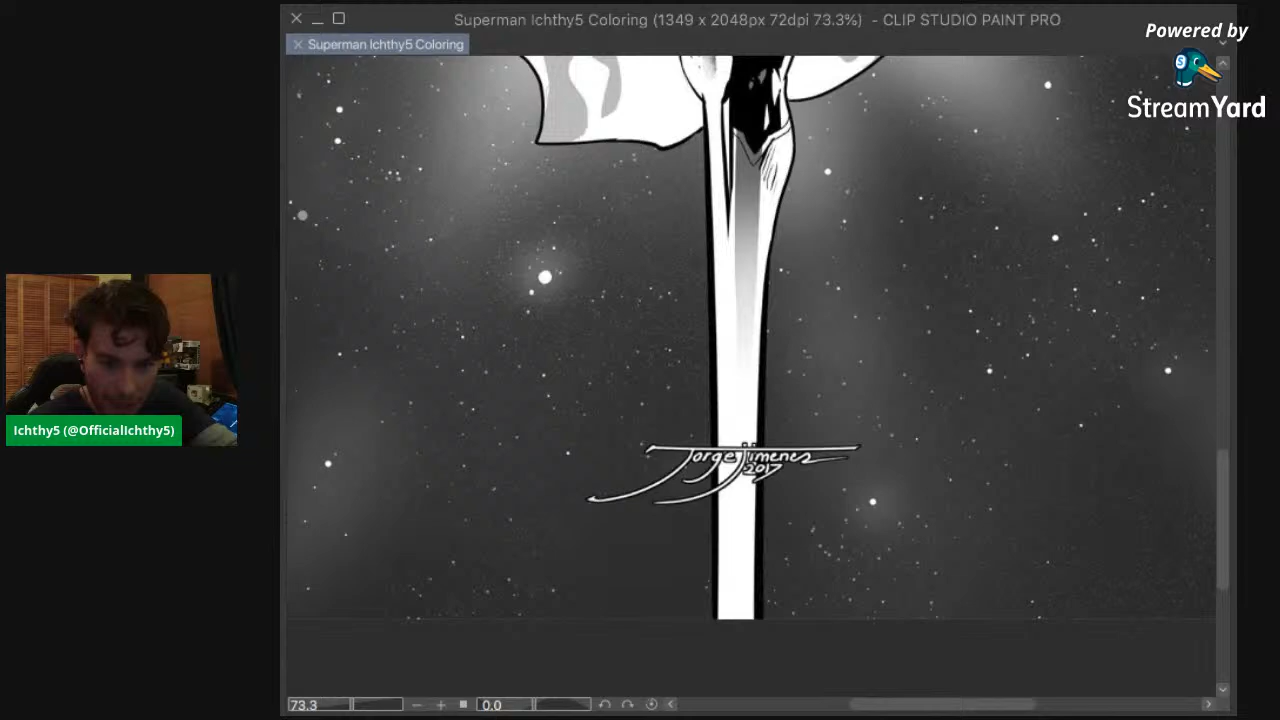 Superman Ichthy5 Coloring (1349 x 2048px 72dpi 73.3%) - CLIP STUDIO PAINT PRO
Superman Ichthy5 Coloring
Powered by
S
StreamYard
Ichthy5 (@OfficialIchthy5)
Jorge Jimenez
2017
73.3
0.0